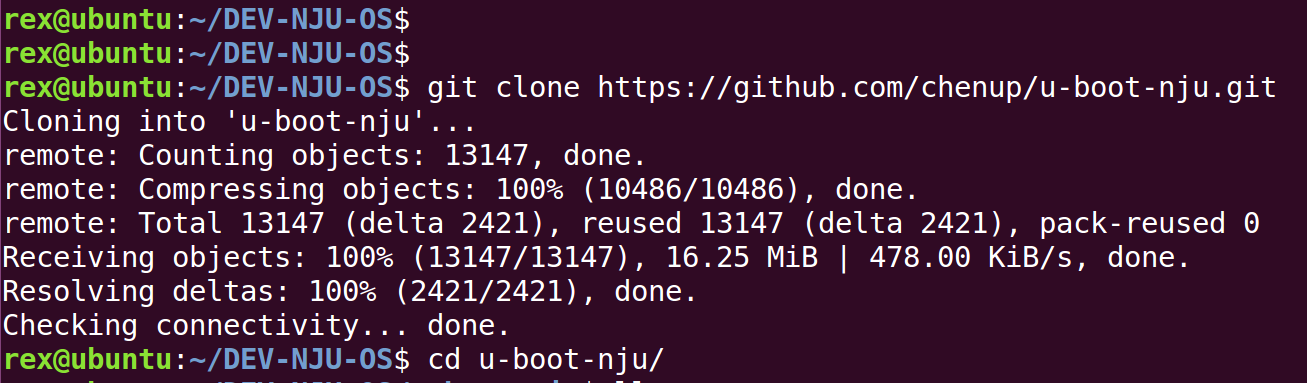 rex@ubuntu:~/DEV-NJU-OS$
rex@ubuntu:~/DEV-NJU-OS$
rex@ubuntu:~/DEV-NJU-OS$ git clone https://github.com/chenup/u-boot-nju.git
Cloning into 'u-boot-nju'...
remote: Counting objects: 13147, done.
remote: Compressing objects: 100% (10486/10486), done.
remote: Total 13147 (delta 2421), reused 13147 (delta 2421), pack-reused 0
Receiving objects: 100% (13147/13147), 16.25 MiB | 478.00 KiB/s, done.
Resolving deltas: 100% (2421/2421), done.
Checking connectivity... done.
rex@ubuntu:~/DEV-NJU-OS$ cd u-boot-nju/